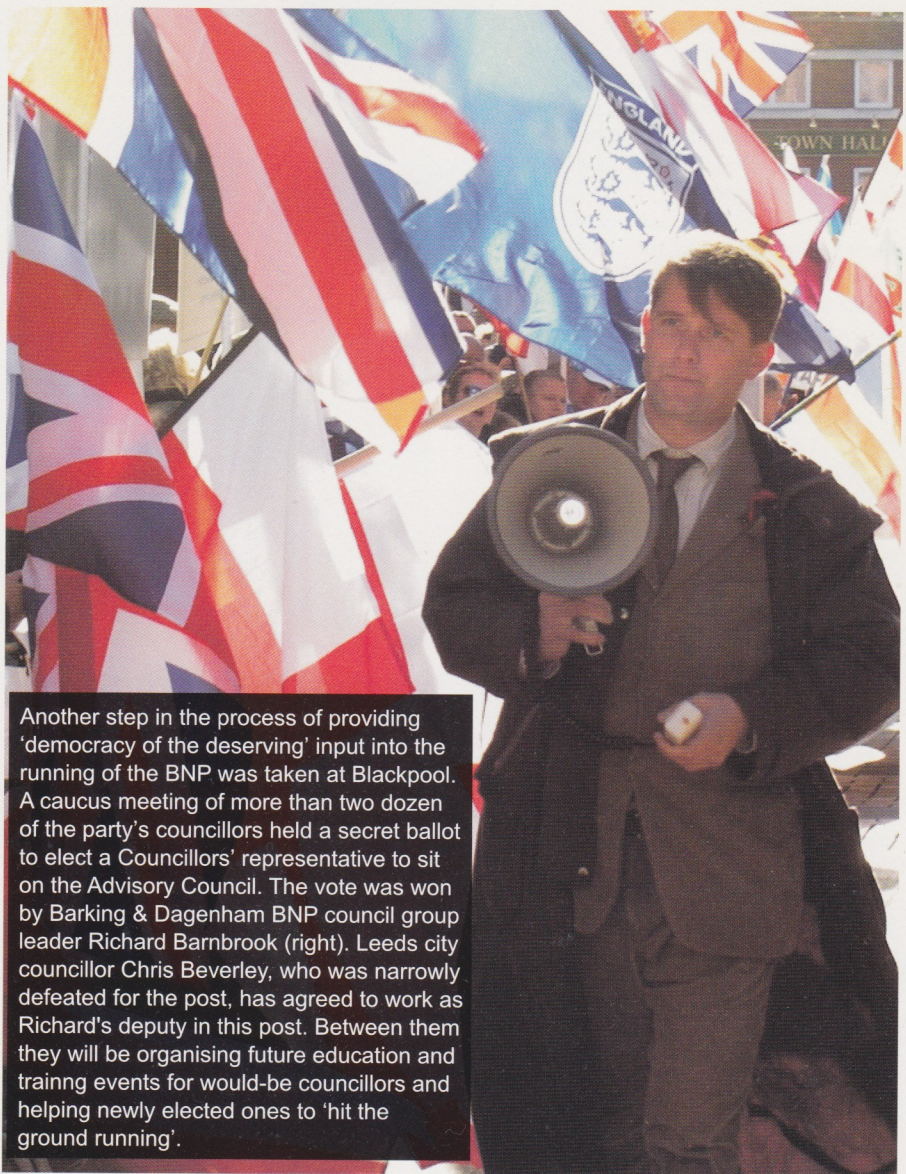 ENGLAND
TOWN HALL
Another step in the process of providing
‘democracy of the deserving’ input into the
running of the BNP was taken at Blackpool.
A caucus meeting of more than two dozen
of the party’s councillors held a secret ballot
to elect a Councillors’ representative to sit
on the Advisory Council. The vote was won
by Barking & Dagenham BNP council group
leader Richard Barnbrook (right). Leeds city
councillor Chris Beverley, who was narrowly
defeated for the post, has agreed to work as
Richard's deputy in this post. Between them
they will be organising future education and
trainng events for would-be councillors and
helping newly elected ones to ‘hit the
ground running’.